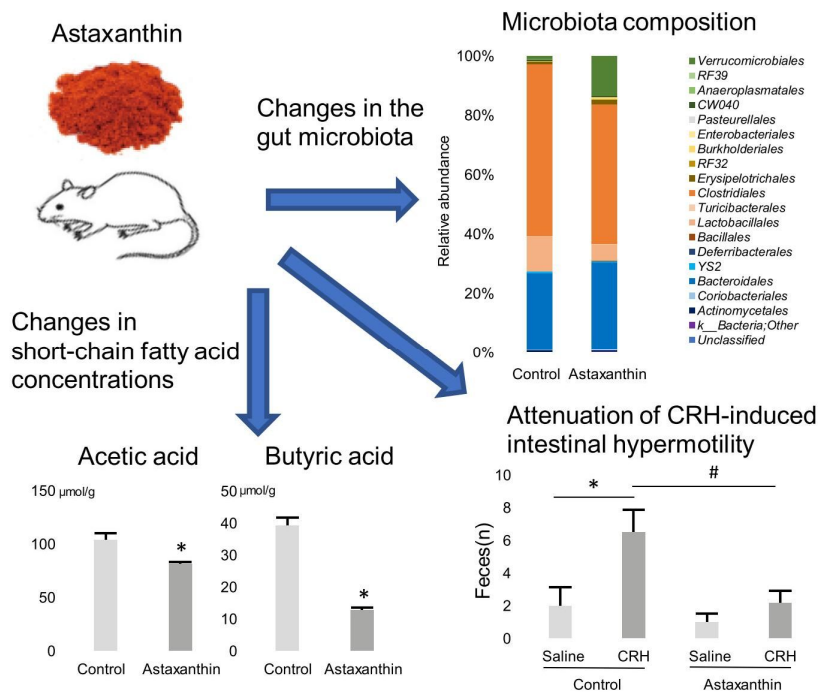 Astaxanthin
Changes in the
gut microbiota
Microbiota composition
Relative abundance
100%
80%
60%
40%
20%
0%
Control
Astaxanthin
Verrucomicrobiales
RF39
Anaeroplasmatales
CW040
Pasteurellales
Enterobacteriales
Burkholderiales
RF32
Erysipelotrichales
Clostridiales
Turicibacterales
Lactobacillales
Bacillales
Deferribacterales
YS2
Bacteroidales
Coriobacteriales
Actinomycetales
k__Bacteria;Other
Unclassified
Changes in
short-chain fatty acid
concentrations
Acetic acid
150 μmol/g
100
50
0
*
Control
Astaxanthin
Butyric acid
50 μmol/g
40
30
20
10
0
*
Control
Astaxanthin
Attenuation of CRH-induced
intestinal hypermotility
Feces(n)
10
8
6
4
2
0
*
#
Saline
CRH
Saline
CRH
Control
Astaxanthin